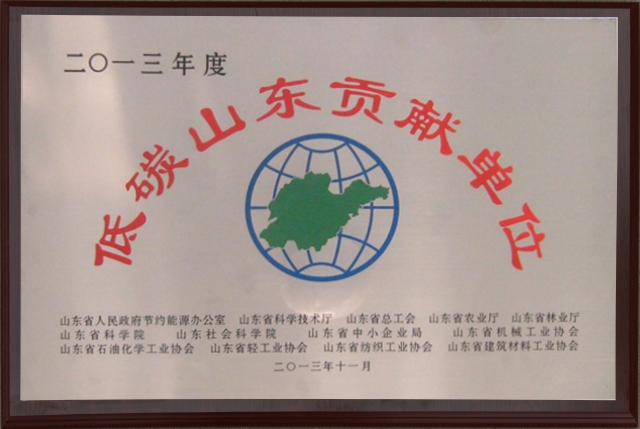 二〇一三年度
低碳山东贡献单位
山东省人民政府节约能源办公室 山东省科学技术厅 山东省总工会 山东省农业厅 山东省林业厅
山东省科学院 山东社会科学院 山东省中小企业局 山东省机械工业协会
山东省石油化学工业协会 山东省轻工业协会 山东省纺织工业协会 山东省建筑材料工业协会
二〇一三年十一月